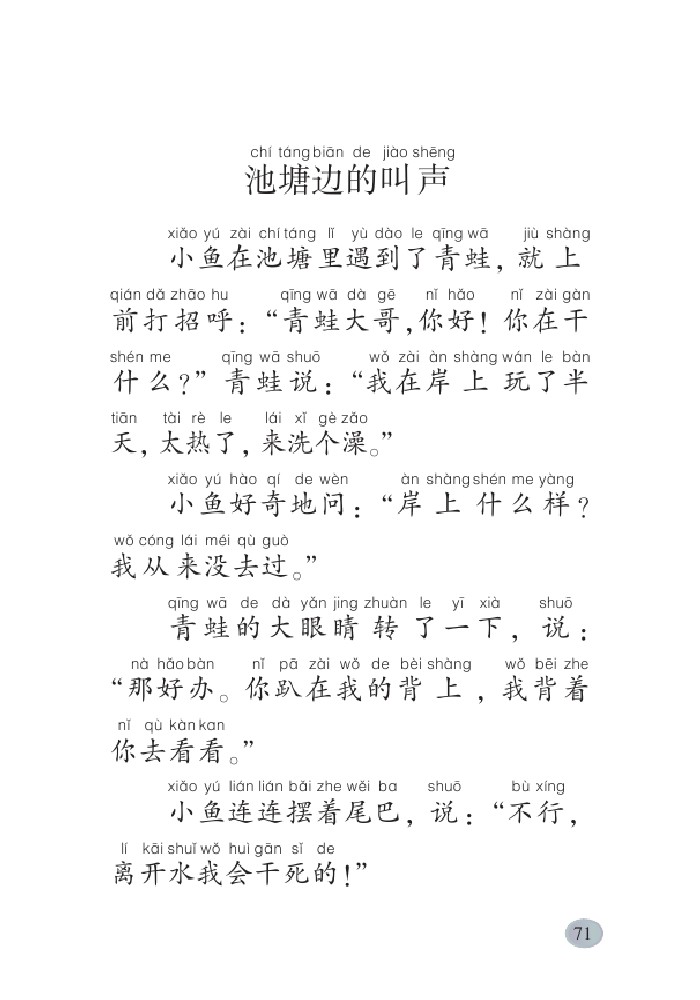 chí táng biān de jiào shēng
池塘边的叫声
xiǎo yú zài chí táng lǐ yù dào le qīng wā jiù shàng
小鱼在池塘里遇到了青蛙，就上
qián dǎ zhāo hu qīng wā dà gē nǐ hǎo nǐ zài gàn
前打招呼：“青蛙大哥，你好！你在干
shén me qīng wā shuō wǒ zài àn shàng wán le bàn
什么？”青蛙说：“我在岸上玩了半
tiān tài rè le lái xǐ gè zǎo
天，太热了，来洗个澡。”
xiǎo yú hào qí de wèn àn shàng shén me yàng
小鱼好奇地问：“岸上什么样？
wǒ cóng lái méi qù guò
我从来没去过。”
qīng wā de dà yǎn jing zhuàn le yī xià shuō
青蛙的大眼睛转了一下，说：
nà hǎo bàn nǐ pā zài wǒ de bèi shàng wǒ bēi zhe
“那好办。你趴在我的背上，我背着
nǐ qù kàn kan
你去看看。”
xiǎo yú lián lián bǎi zhe wěi ba shuō bù xíng
小鱼连连摆着尾巴，说：“不行，
lí kāi shuǐ wǒ huì gān sǐ de
离开水我会干死的！”
71